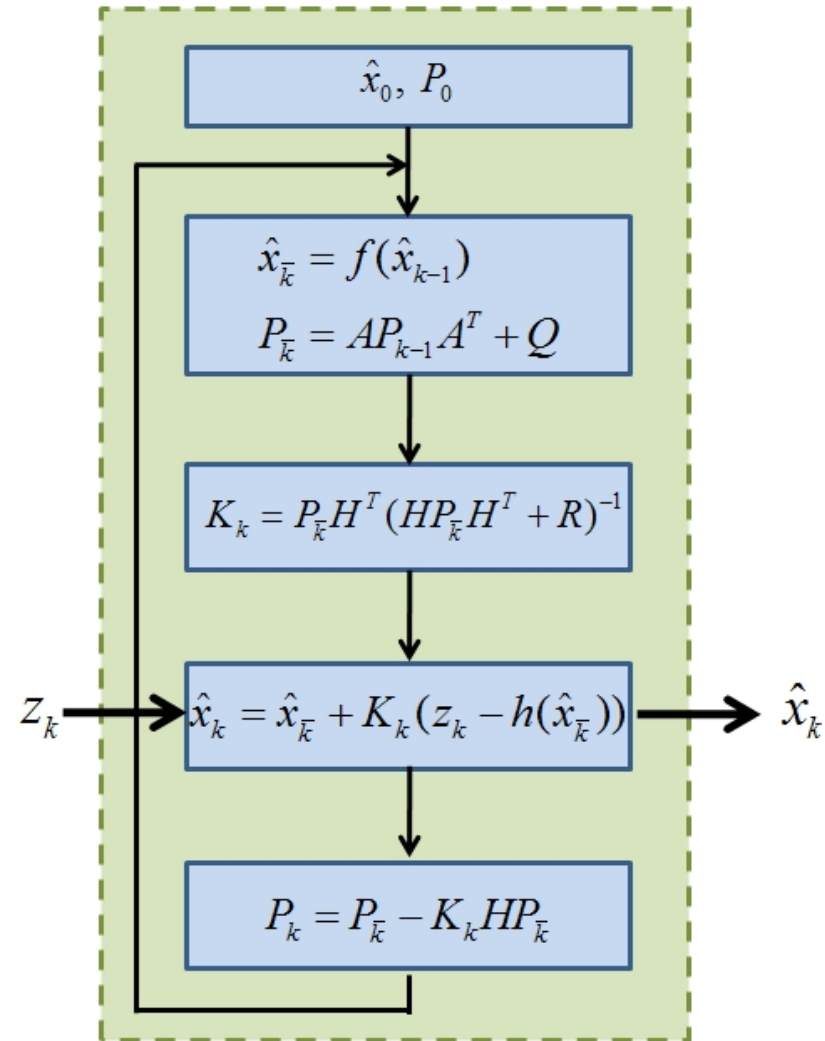 x̂₀, P₀
x̂_k̄ = f(x̂_{k−1})
P_k̄ = AP_{k−1}A^T + Q
K_k = P_k̄H^T(HP_k̄H^T + R)^{−1}
z_k
x̂_k = x̂_k̄ + K_k(z_k − h(x̂_k̄))
x̂_k
P_k = P_k̄ − K_kHP_k̄